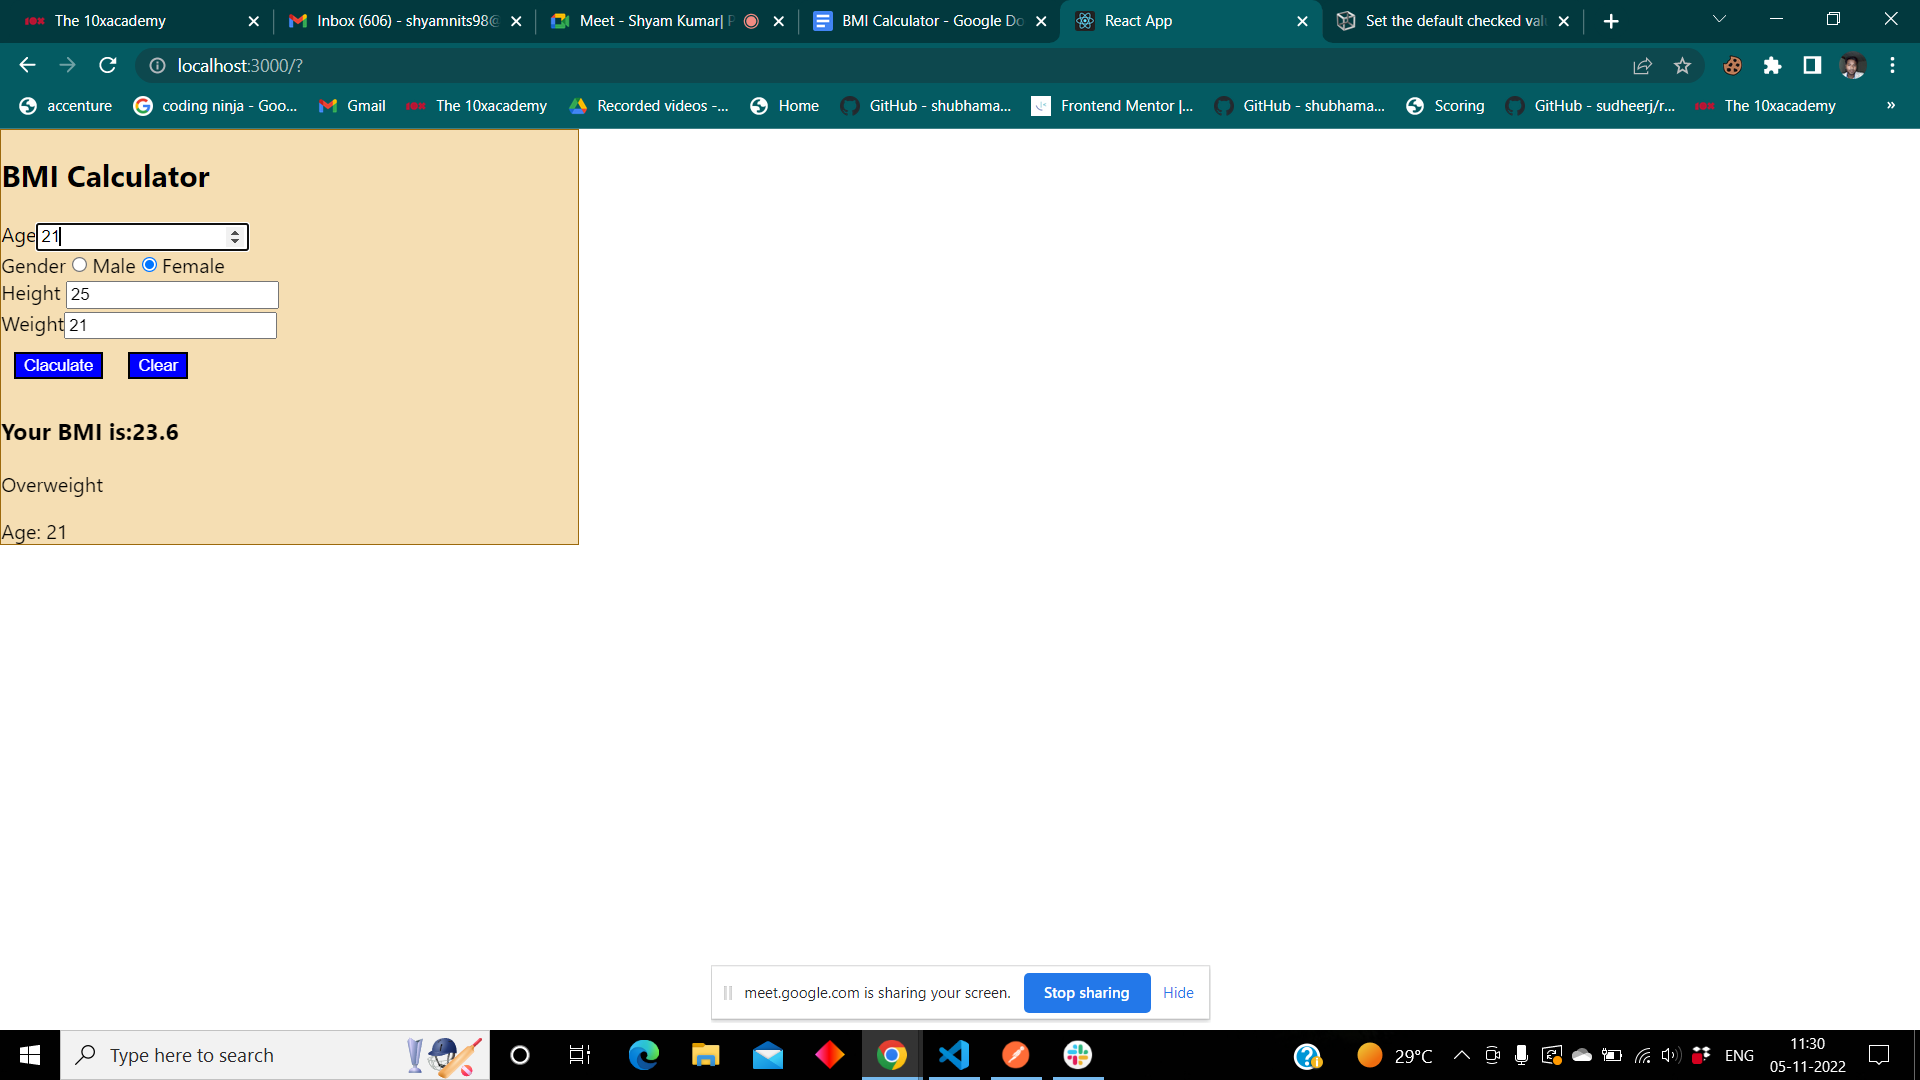 The 10xacademy
Inbox (606) - shyamnits98@
Meet - Shyam Kumar| P
BMI Calculator - Google Do
React App
Set the default checked valu
localhost:3000/?
accenture
coding ninja - Goo...
Gmail
The 10xacademy
Recorded videos -...
Home
GitHub - shubhama...
Frontend Mentor |...
GitHub - shubhama...
Scoring
GitHub - sudheerj/r...
The 10xacademy
»
BMI Calculator
Age 21
Gender Male Female
Height 25
Weight 21
Claculate Clear
Your BMI is:23.6
Overweight
Age: 21
meet.google.com is sharing your screen. Stop sharing Hide
Type here to search
29°C
ENG
11:30
05-11-2022